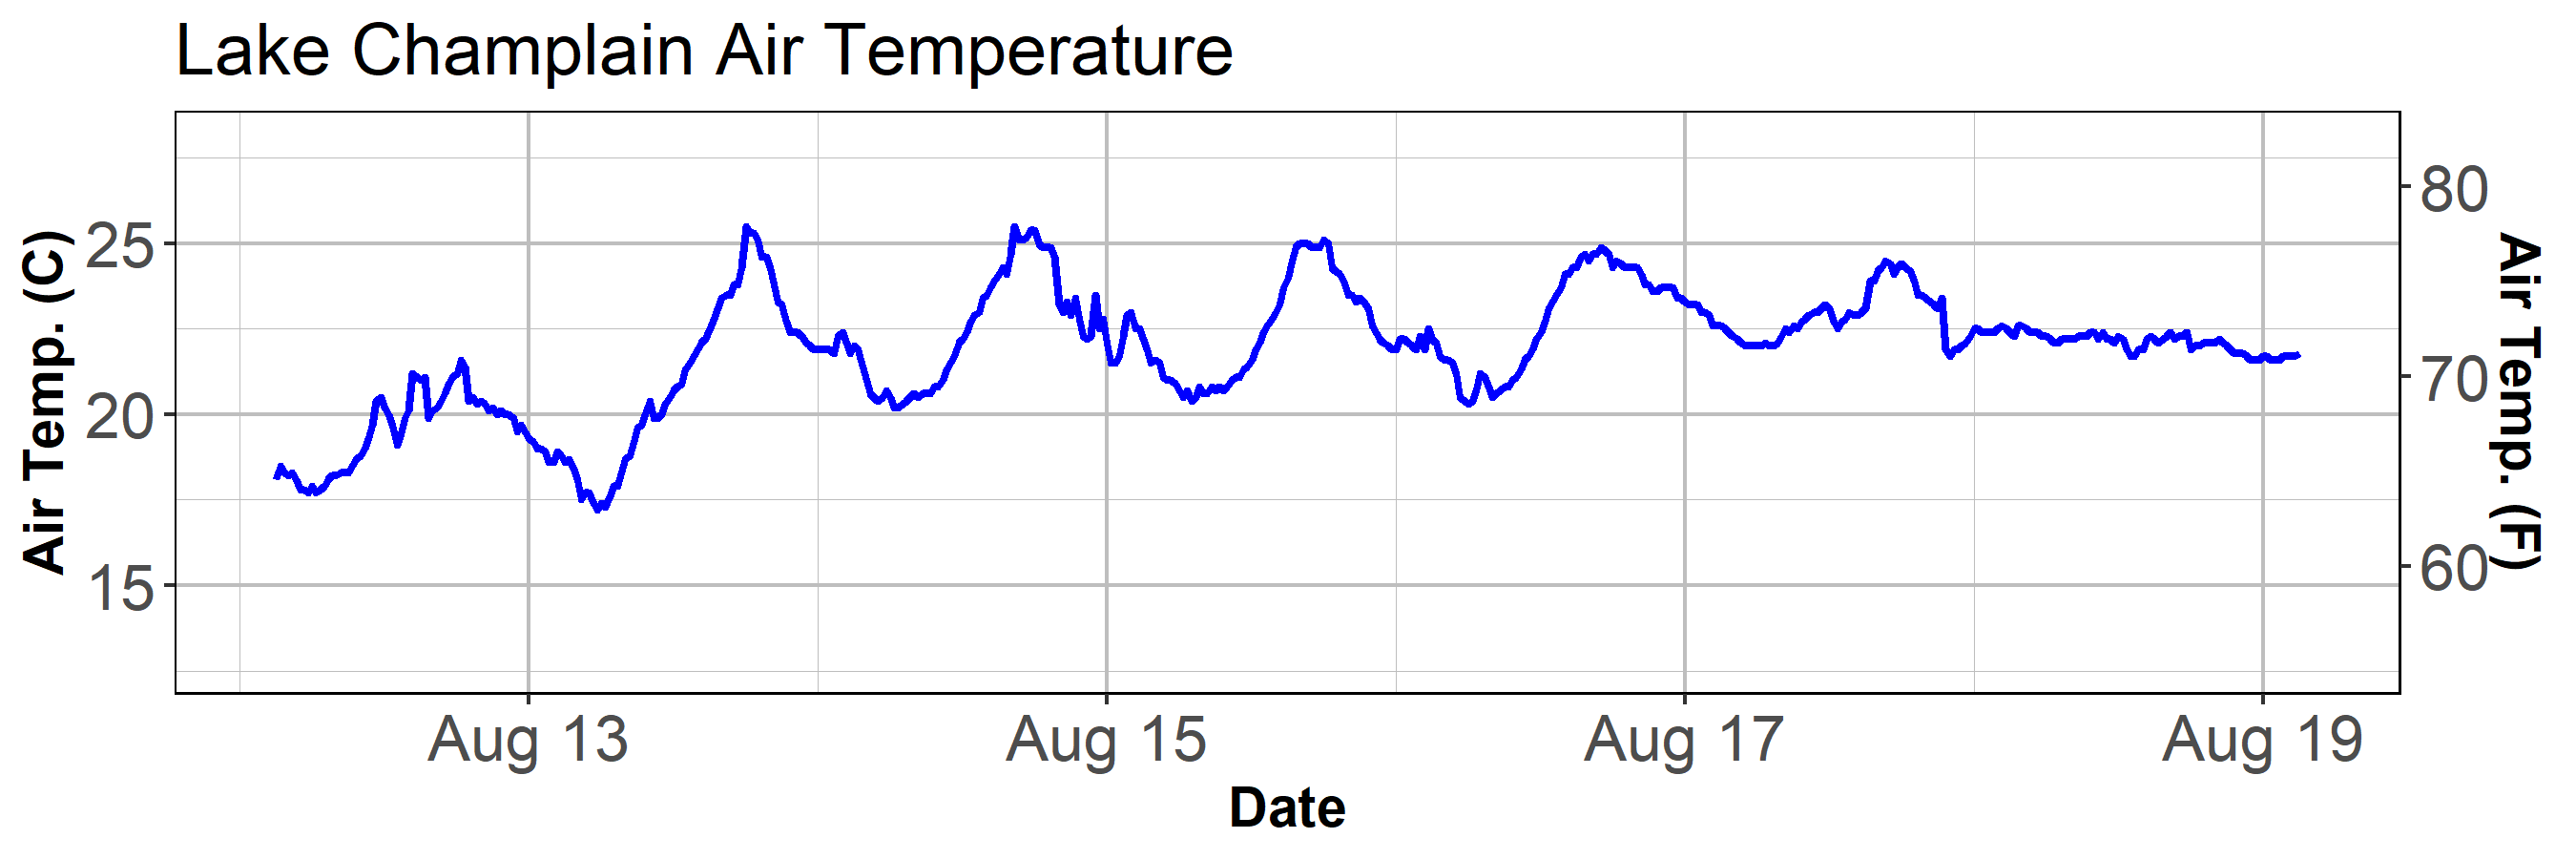 Lake Champlain Air Temperature
Air Temp. (C)
25
20
15
80
70
60
Air Temp. (F)
Aug 13
Aug 15
Aug 17
Aug 19
Date